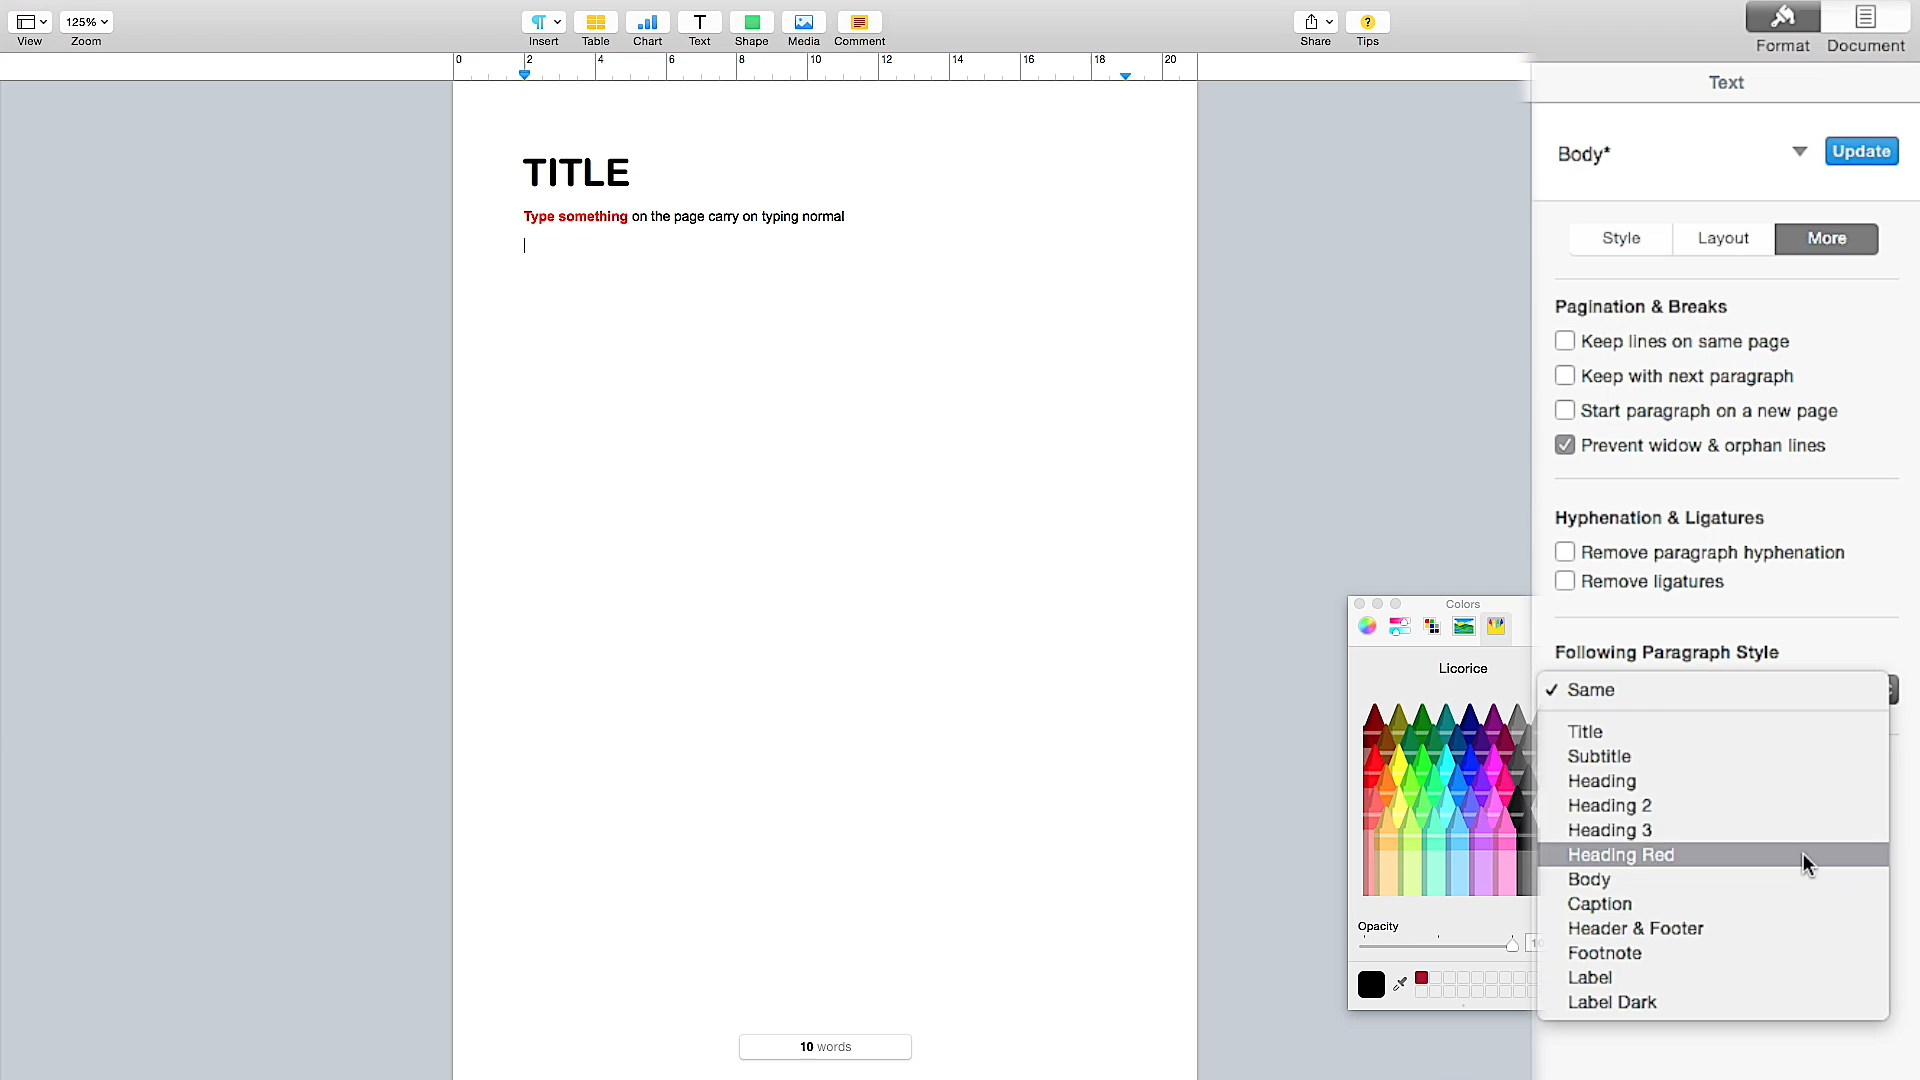 125%
View
Zoom
Insert
Table
Chart
T
Text
Shape
Media
Comment
Share
?
Tips
Format
Document
0 2 4 6 8 10 12 14 16 18 20
Text
Body*
Update
Style
Layout
More
TITLE
Type something on the page carry on typing normal
Pagination & Breaks
Keep lines on same page
Keep with next paragraph
Start paragraph on a new page
Prevent widow & orphan lines
Hyphenation & Ligatures
Remove paragraph hyphenation
Remove ligatures
Following Paragraph Style
Same
Title
Subtitle
Heading
Heading 2
Heading 3
Heading Red
Body
Caption
Header & Footer
Footnote
Label
Label Dark
Colors
Licorice
Opacity
10 words